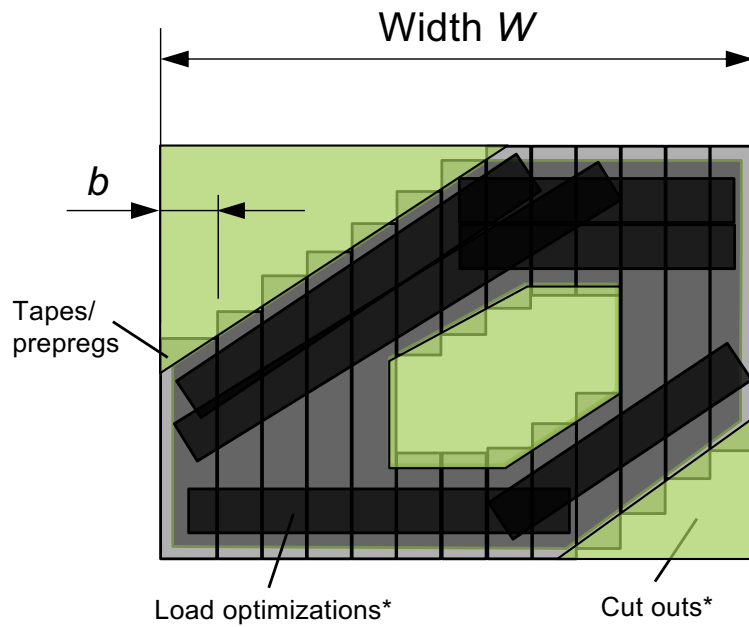 Width W
b
Tapes/
prepregs
Load optimizations*
Cut outs*